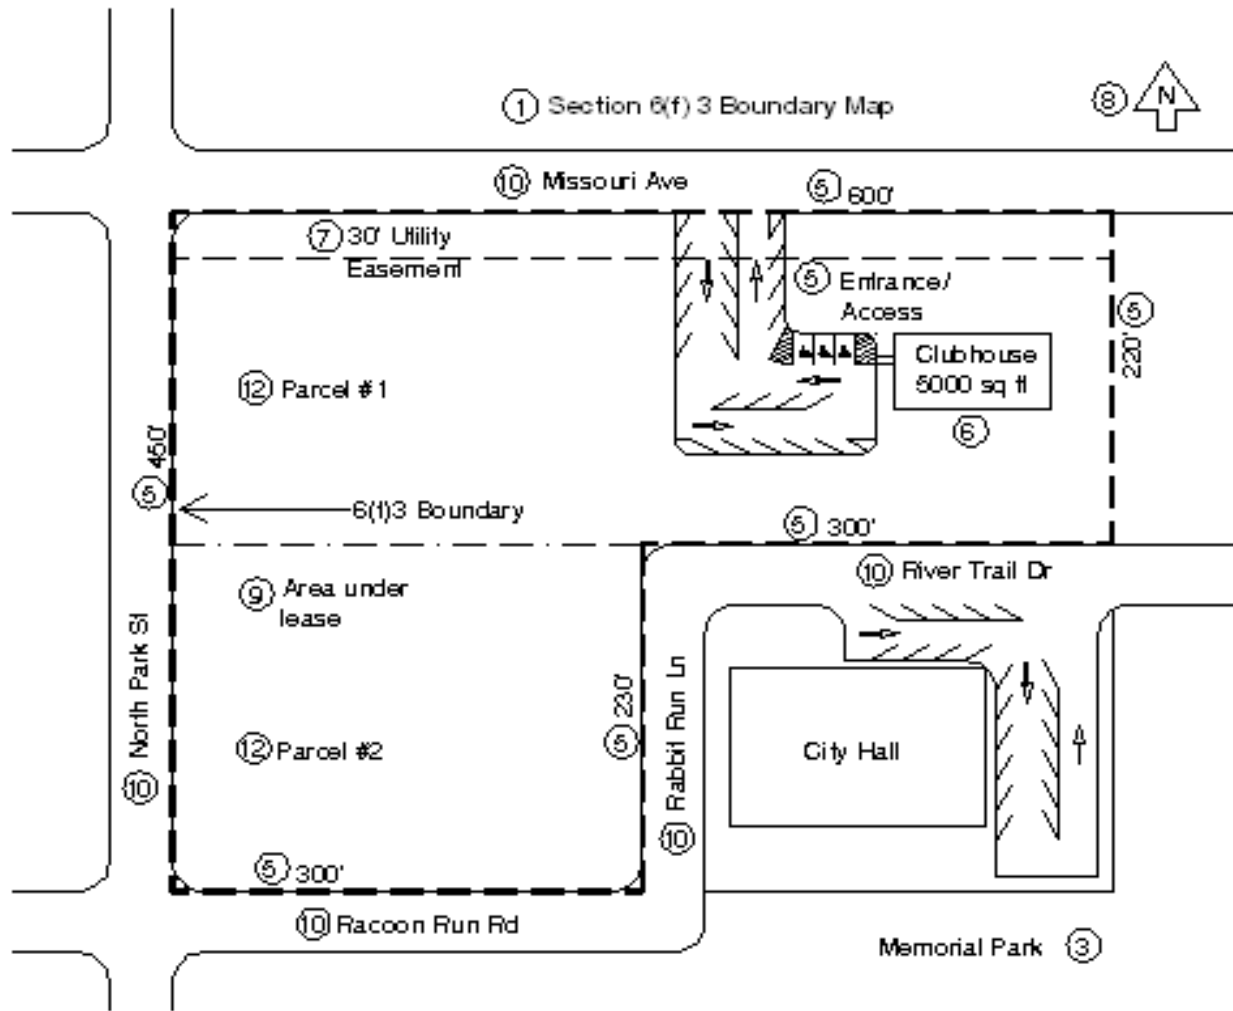 1 Section 6(f) 3 Boundary Map
8 N
10 Missouri Ave
5 600'
7 30' Utility
Easement
5 Entrance/
Access
5 220'
Clubhouse
5000 sq ft
6
12 Parcel #1
5 450'
6(f)3 Boundary
5 300'
10 River Trail Dr
9 Area under
lease
10 North Park St
5 230'
10 Rabbit Run Ln
12 Parcel #2
City Hall
5 300'
10 Racoon Run Rd
Memorial Park 3